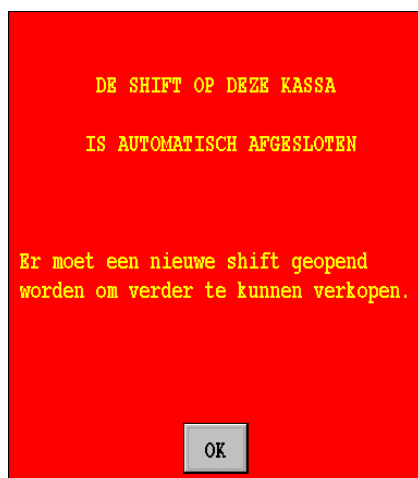 DE SHIFT OP DEZE KASSA
IS AUTOMATISCH AFGESLOTEN
Er moet een nieuwe shift geopend
worden om verder te kunnen verkopen.
OK